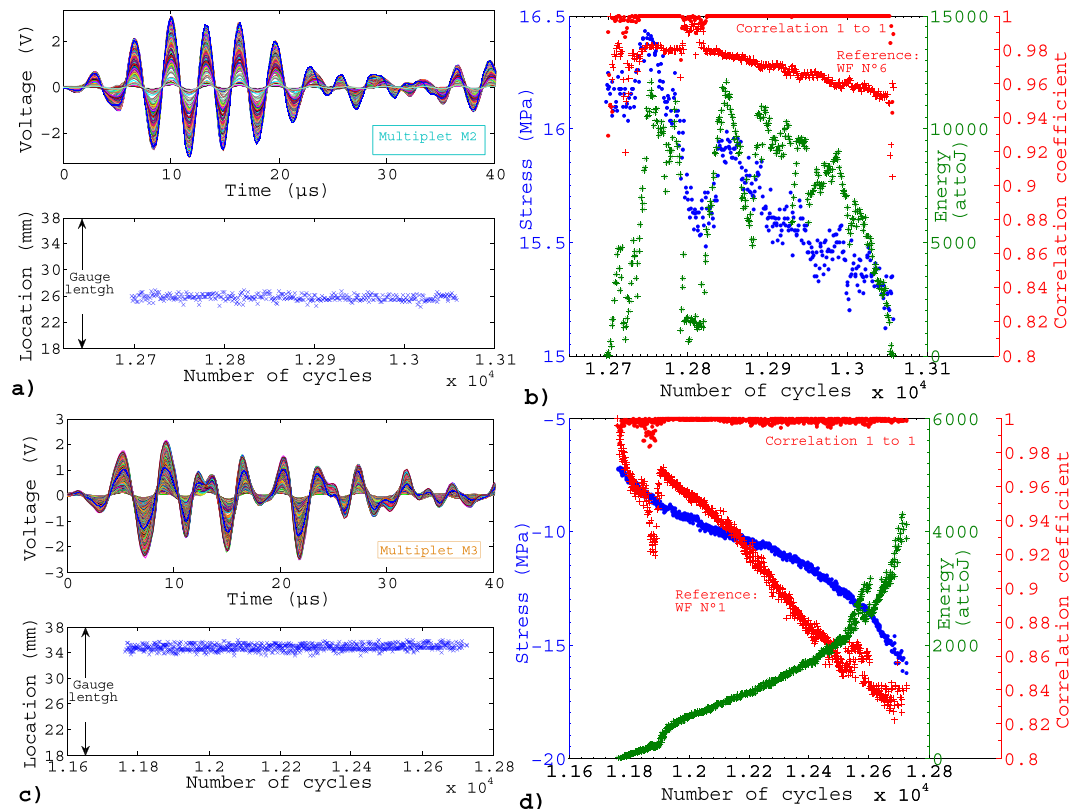 3
2
Voltage (V)
0
−2
0
10
20
30
40
Time (µs)
Multiplet M2
38
34
30
26
22
18
Location (mm)
Gauge
lentgh
1.27
1.28
1.29
1.3
1.31
Number of cycles
x 10⁴
a)
16.5
16
15.5
15
Stress (MPa)
Correlation 1 to 1
Reference:
WF N°6
15000
10000
5000
0
Energy
(attoJ)
1
0.98
0.96
0.94
0.92
0.9
0.88
0.86
0.84
0.82
0.8
Correlation coefficient
1.27
1.28
1.29
1.3
1.31
Number of cycles
x 10⁴
b)
3
2
1
0
−1
−2
−3
Voltage (V)
0
10
20
30
40
Time (µs)
Multiplet M3
38
34
30
26
22
18
Location (mm)
Gauge
lentgh
1.16
1.18
1.2
1.22
1.24
1.26
1.28
Number of cycles
x 10⁴
c)
−5
−10
−15
−20
Stress (MPa)
Correlation 1 to 1
Reference:
WF N°1
6000
4000
2000
0
Energy
(attoJ)
1
0.98
0.96
0.94
0.92
0.9
0.88
0.86
0.84
0.82
0.8
Correlation coefficient
1.16
1.18
1.2
1.22
1.24
1.26
1.28
Number of cycles
x 10⁴
d)